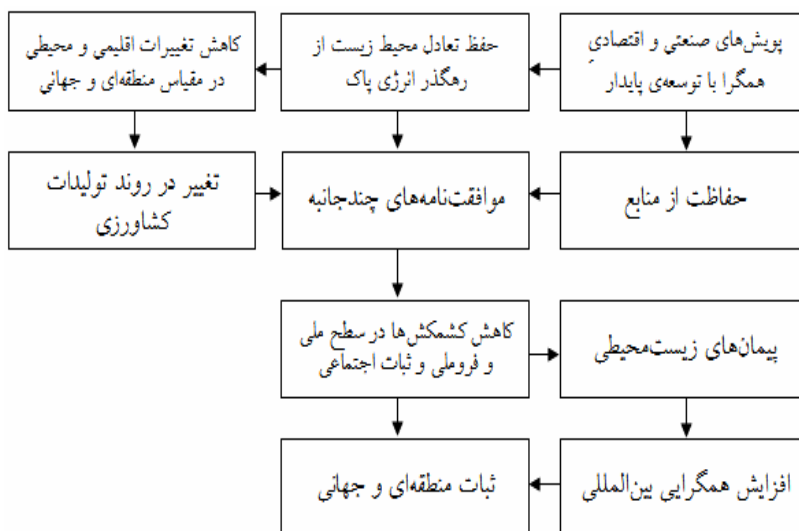 پویش‌های صنعتی و اقتصادی
همگرا با توسعه‌ی پایدار
حفظ تعادل محیط زیست از
رهگذر انرژی پاک
کاهش تغییرات اقلیمی و محیطی
در مقیاس منطقه‌ای و جهانی
حفاظت از منابع
موافقت‌نامه‌های چندجانبه
تغییر در روند تولیدات
کشاورزی
کاهش کشمکش‌ها در سطح ملی
و فروملی و ثبات اجتماعی
پیمان‌های زیست‌محیطی
افزایش همگرایی بین‌المللی
ثبات منطقه‌ای و جهانی